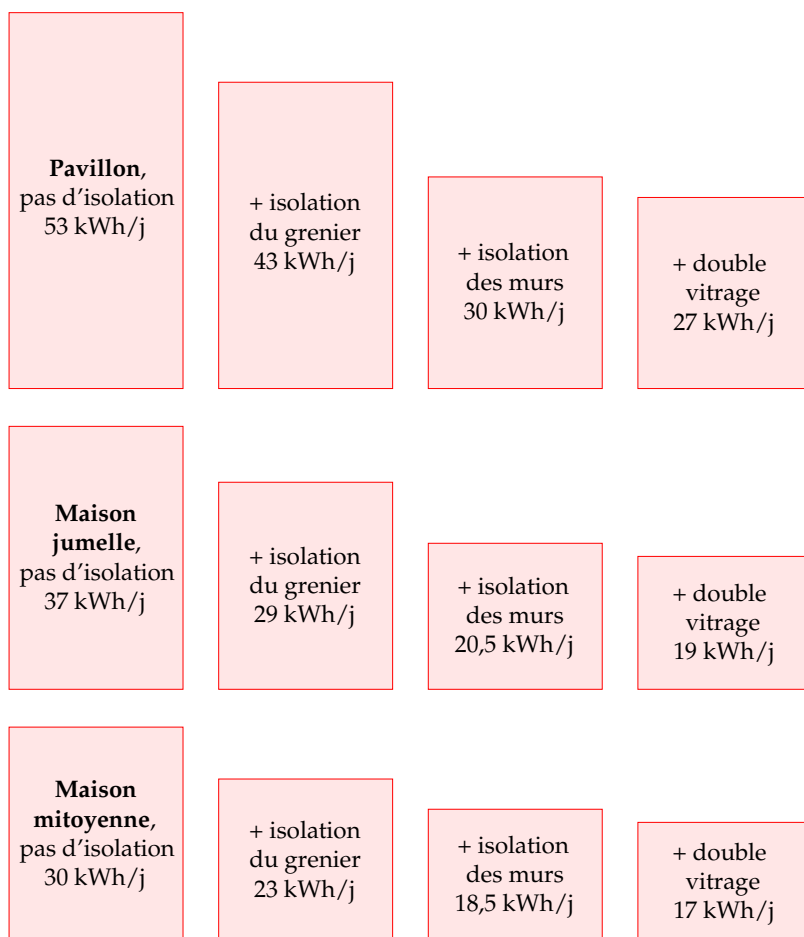 Pavillon,
pas d'isolation
53 kWh/j
+ isolation
du grenier
43 kWh/j
+ isolation
des murs
30 kWh/j
+ double
vitrage
27 kWh/j
Maison
jumelle,
pas d'isolation
37 kWh/j
+ isolation
du grenier
29 kWh/j
+ isolation
des murs
20,5 kWh/j
+ double
vitrage
19 kWh/j
Maison
mitoyenne,
pas d'isolation
30 kWh/j
+ isolation
du grenier
23 kWh/j
+ isolation
des murs
18,5 kWh/j
+ double
vitrage
17 kWh/j